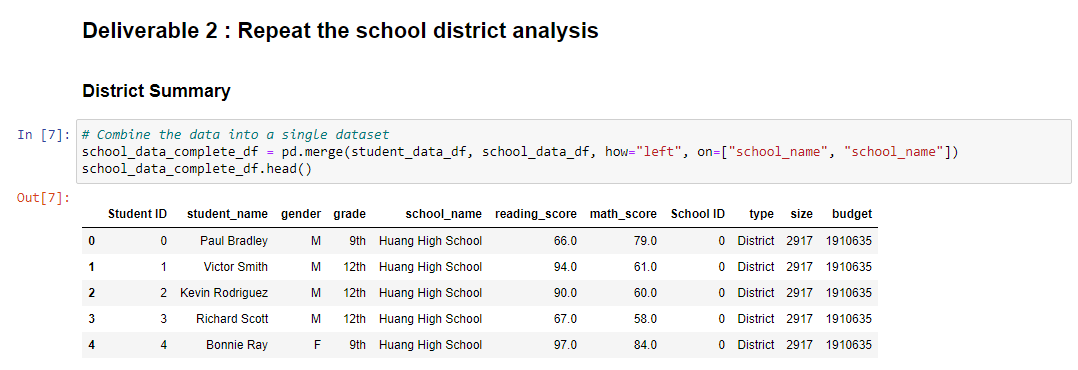 Deliverable 2 : Repeat the school district analysis
District Summary
In [7]: # Combine the data into a single dataset
school_data_complete_df = pd.merge(student_data_df, school_data_df, how="left", on=["school_name", "school_name"])
school_data_complete_df.head()
Out[7]:
Student ID student_name gender grade school_name reading_score math_score School ID type size budget
0 0 Paul Bradley M 9th Huang High School 66.0 79.0 0 District 2917 1910635
1 1 Victor Smith M 12th Huang High School 94.0 61.0 0 District 2917 1910635
2 2 Kevin Rodriguez M 12th Huang High School 90.0 60.0 0 District 2917 1910635
3 3 Richard Scott M 12th Huang High School 67.0 58.0 0 District 2917 1910635
4 4 Bonnie Ray F 9th Huang High School 97.0 84.0 0 District 2917 1910635